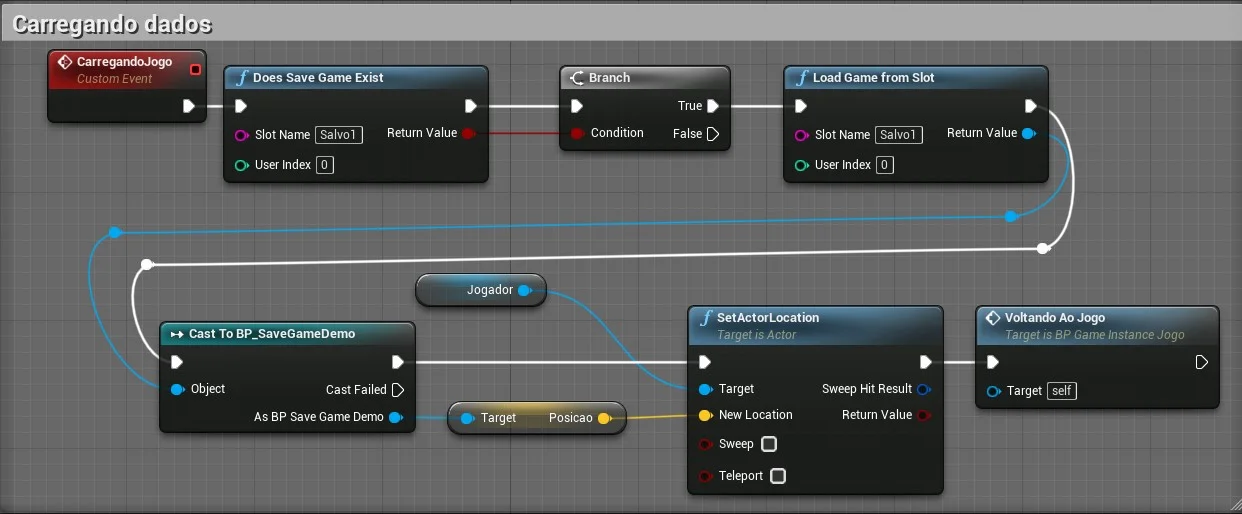 Carregando dados
CarregandoJogo
Custom Event
Does Save Game Exist
Slot Name Salvo1 Return Value
User Index 0
Branch
True
Condition False
Load Game from Slot
Slot Name Salvo1 Return Value
User Index 0
Jogador
Cast To BP_SaveGameDemo
Object Cast Failed
As BP Save Game Demo
Target Posicao
SetActorLocation
Target is Actor
Target Sweep Hit Result
New Location Return Value
Sweep
Teleport
Voltando Ao Jogo
Target is BP Game Instance Jogo
Target self